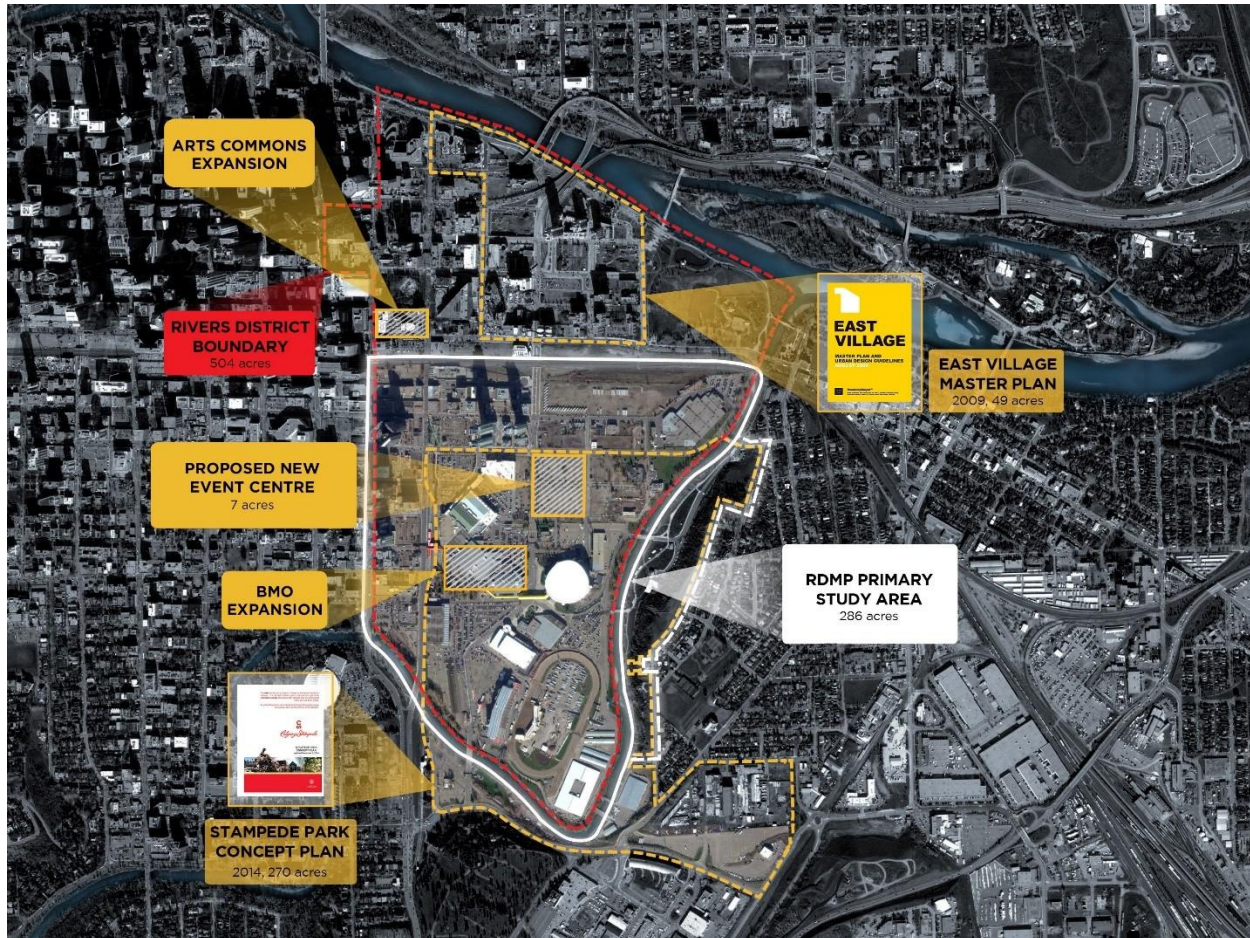 ARTS COMMONS
EXPANSION
RIVERS DISTRICT
BOUNDARY
504 acres
EAST
VILLAGE
MASTER PLAN AND
URBAN DESIGN GUIDELINES
EAST VILLAGE
MASTER PLAN
2009, 49 acres
PROPOSED NEW
EVENT CENTRE
7 acres
BMO
EXPANSION
RDMP PRIMARY
STUDY AREA
286 acres
Calgary Stampede
STAMPEDE PARK
CONCEPT PLAN
2014, 270 acres